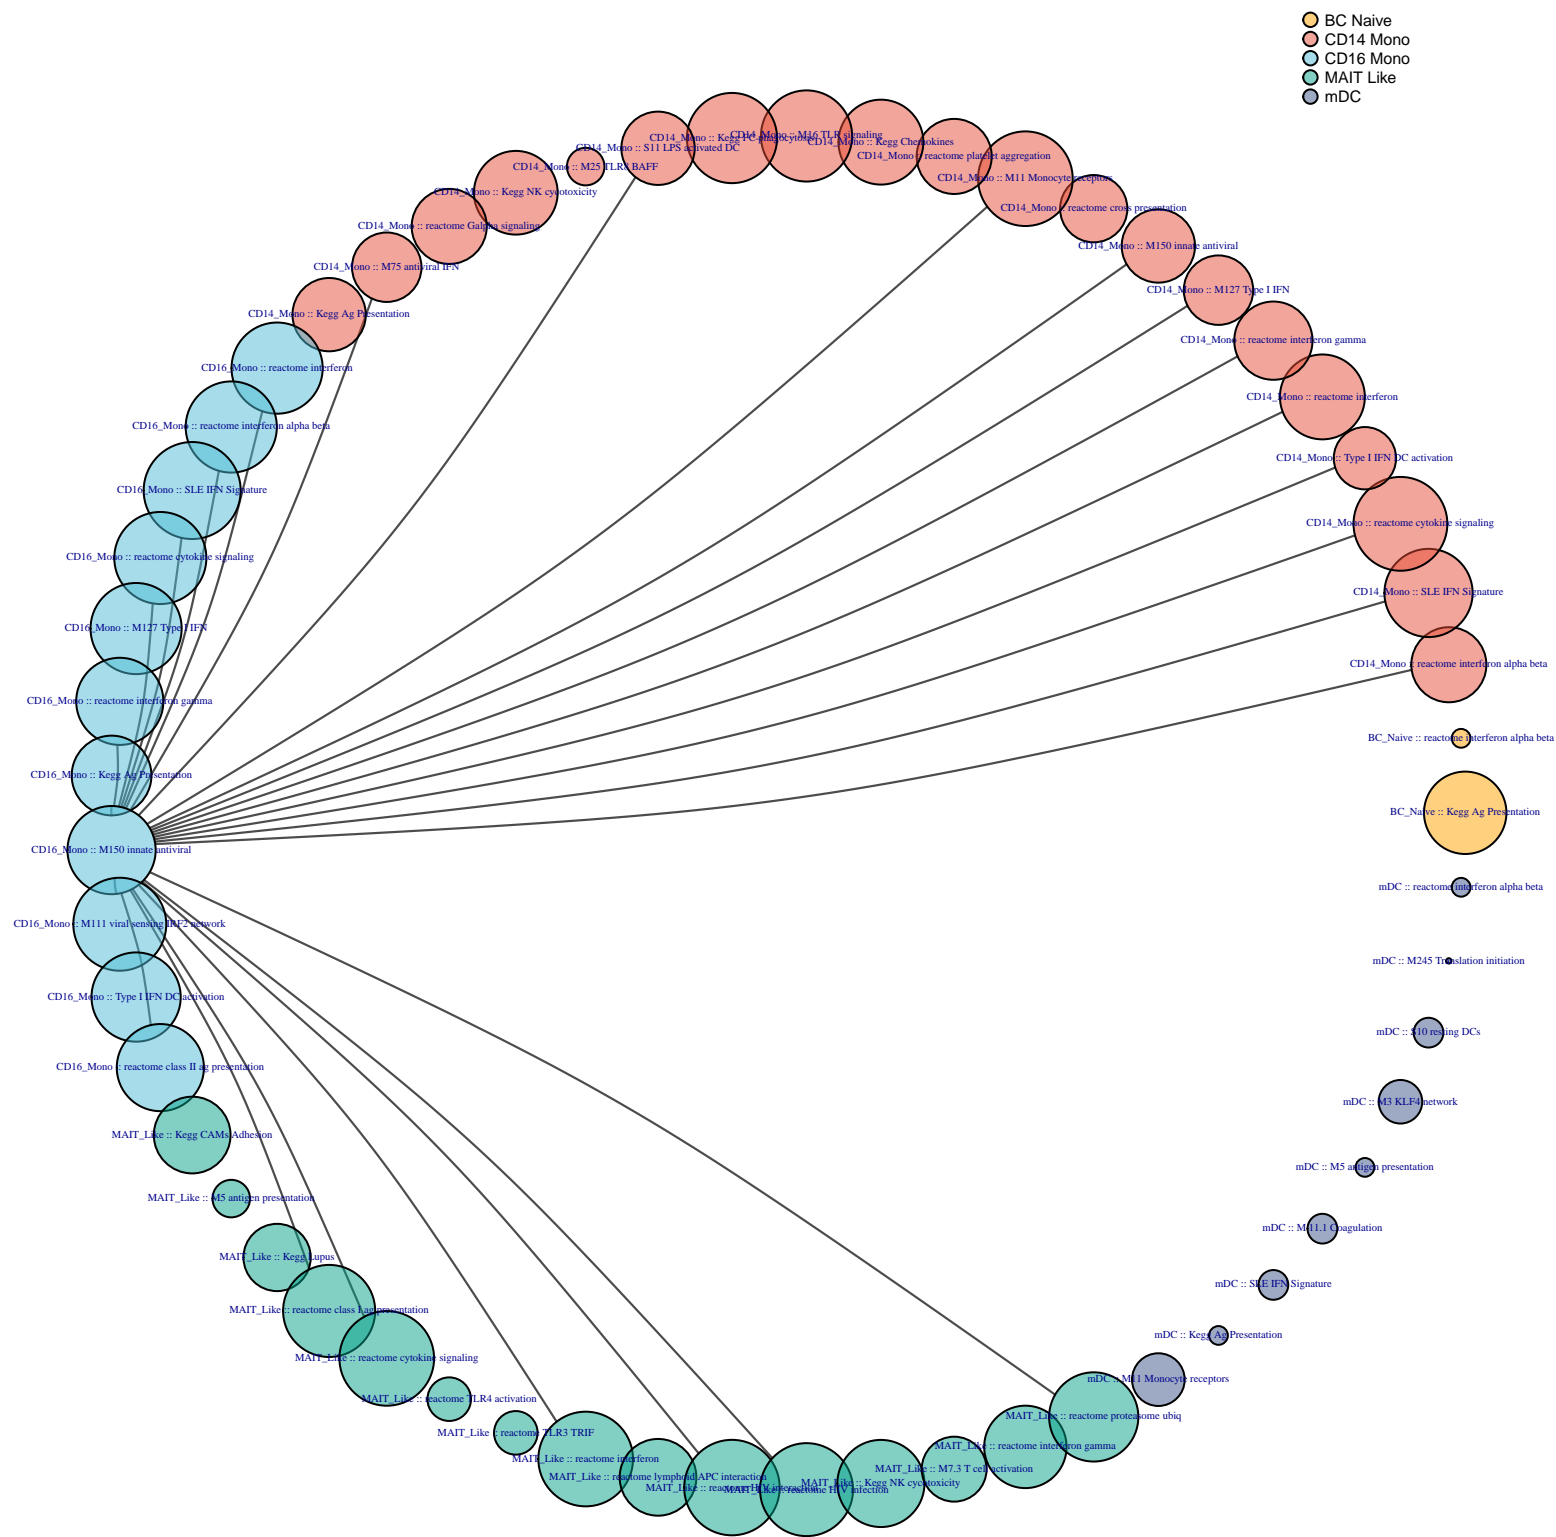 BC Naive
CD14 Mono
CD16 Mono
MAIT Like
mDC
CD14_Mono :: M16 TLR signaling
CD14_Mono :: Kegg FC phagocytosis
CD14_Mono :: Kegg Chemokines
CD14_Mono :: S11 LPS activated DC
CD14_Mono :: reactome platelet aggregation
CD14_Mono :: M25 TLR8 BAFF
CD14_Mono :: M11 Monocyte receptors
CD14_Mono :: Kegg NK cycotoxicity
CD14_Mono :: reactome cross presentation
CD14_Mono :: reactome Galpha signaling
CD14_Mono :: M150 innate antiviral
CD14_Mono :: M75 antiviral IFN
CD14_Mono :: M127 Type I IFN
CD14_Mono :: Kegg Ag Presentation
CD14_Mono :: reactome interferon gamma
CD16_Mono :: reactome interferon
CD14_Mono :: reactome interferon
CD16_Mono :: reactome interferon alpha beta
CD14_Mono :: Type I IFN DC activation
CD16_Mono :: SLE IFN Signature
CD14_Mono :: reactome cytokine signaling
CD16_Mono :: reactome cytokine signaling
CD14_Mono :: SLE IFN Signature
CD16_Mono :: M127 Type I IFN
CD14_Mono :: reactome interferon alpha beta
CD16_Mono :: reactome interferon gamma
BC_Naive :: reactome interferon alpha beta
CD16_Mono :: Kegg Ag Presentation
BC_Naive :: Kegg Ag Presentation
CD16_Mono :: M150 innate antiviral
mDC :: reactome interferon alpha beta
CD16_Mono :: M111 viral sensing IRF2 network
mDC :: M245 Translation initiation
CD16_Mono :: Type I IFN DC activation
mDC :: S10 resting DCs
CD16_Mono :: reactome class II ag presentation
mDC :: M3 KLF4 network
MAIT_Like :: Kegg CAMs Adhesion
mDC :: M5 antigen presentation
MAIT_Like :: M5 antigen presentation
mDC :: M11.1 Coagulation
MAIT_Like :: Kegg Lupus
mDC :: SLE IFN Signature
MAIT_Like :: reactome class I ag presentation
mDC :: Kegg Ag Presentation
MAIT_Like :: reactome cytokine signaling
mDC :: M11 Monocyte receptors
MAIT_Like :: reactome TLR4 activation
MAIT_Like :: reactome proteasome ubiq
MAIT_Like :: reactome TLR3 TRIF
MAIT_Like :: reactome interferon gamma
MAIT_Like :: reactome interferon
MAIT_Like :: M7.3 T cell activation
MAIT_Like :: reactome lymphoid APC interaction
MAIT_Like :: Kegg NK cycotoxicity
MAIT_Like :: reactome HIV interaction
MAIT_Like :: reactome HIV infection